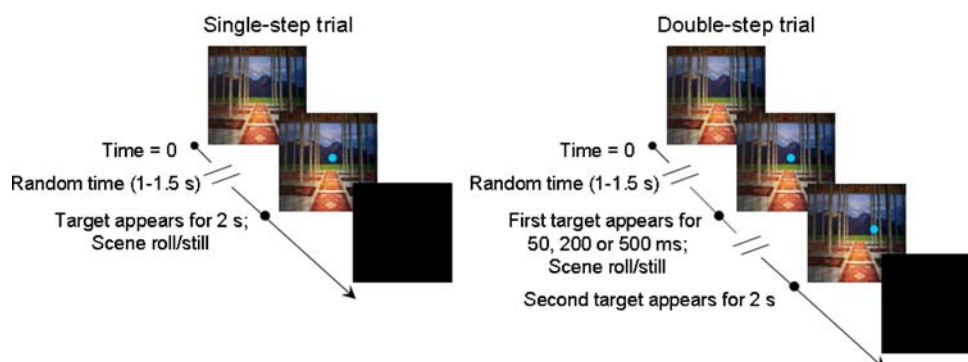 Single-step trial
Time = 0
Random time (1-1.5 s)
Target appears for 2 s;
Scene roll/still
Double-step trial
Time = 0
Random time (1-1.5 s)
First target appears for
50, 200 or 500 ms;
Scene roll/still
Second target appears for 2 s